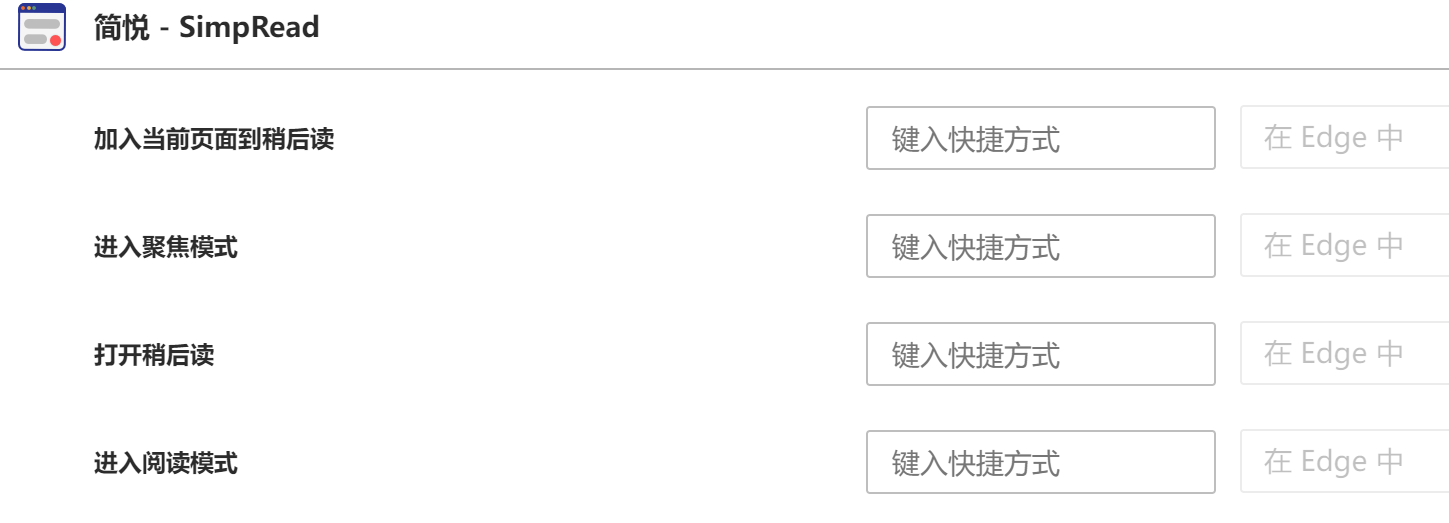 简悦 - SimpRead
加入当前页面到稍后读 键入快捷方式 在 Edge 中
进入聚焦模式 键入快捷方式 在 Edge 中
打开稍后读 键入快捷方式 在 Edge 中
进入阅读模式 键入快捷方式 在 Edge 中